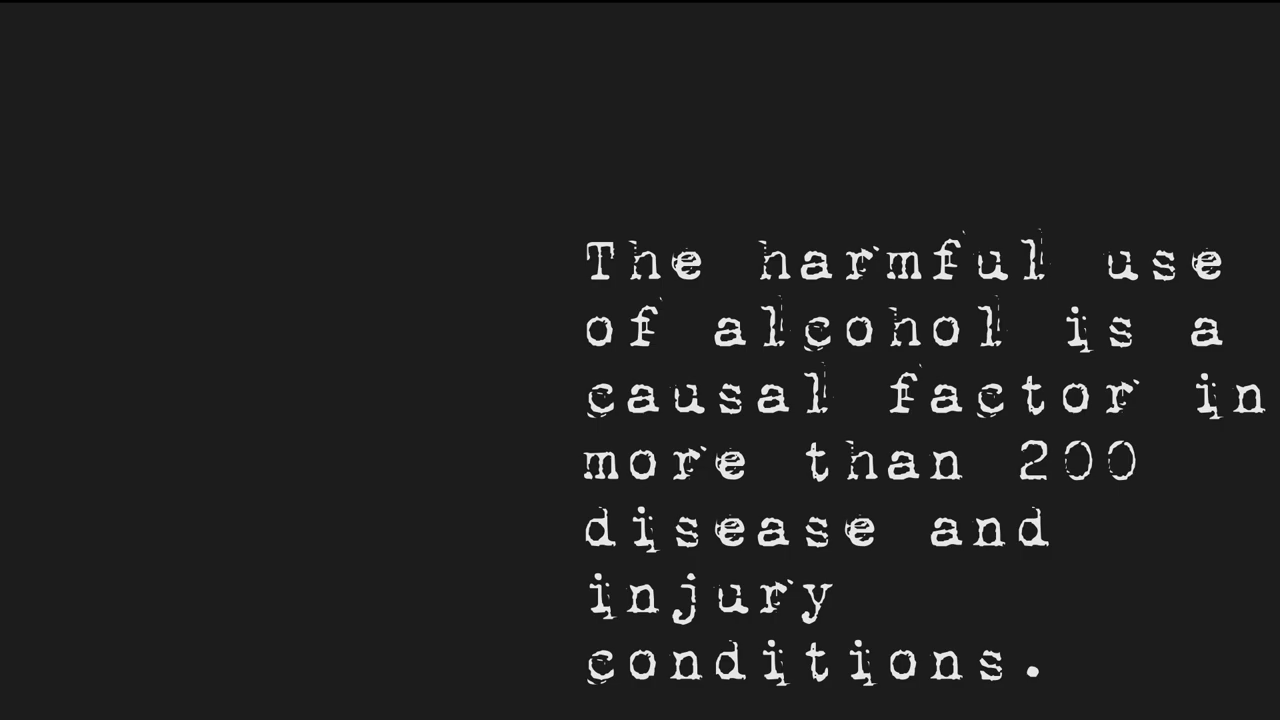 The harmful use
of alcohol is a
causal factor in
more than 200
disease and
injury
conditions.